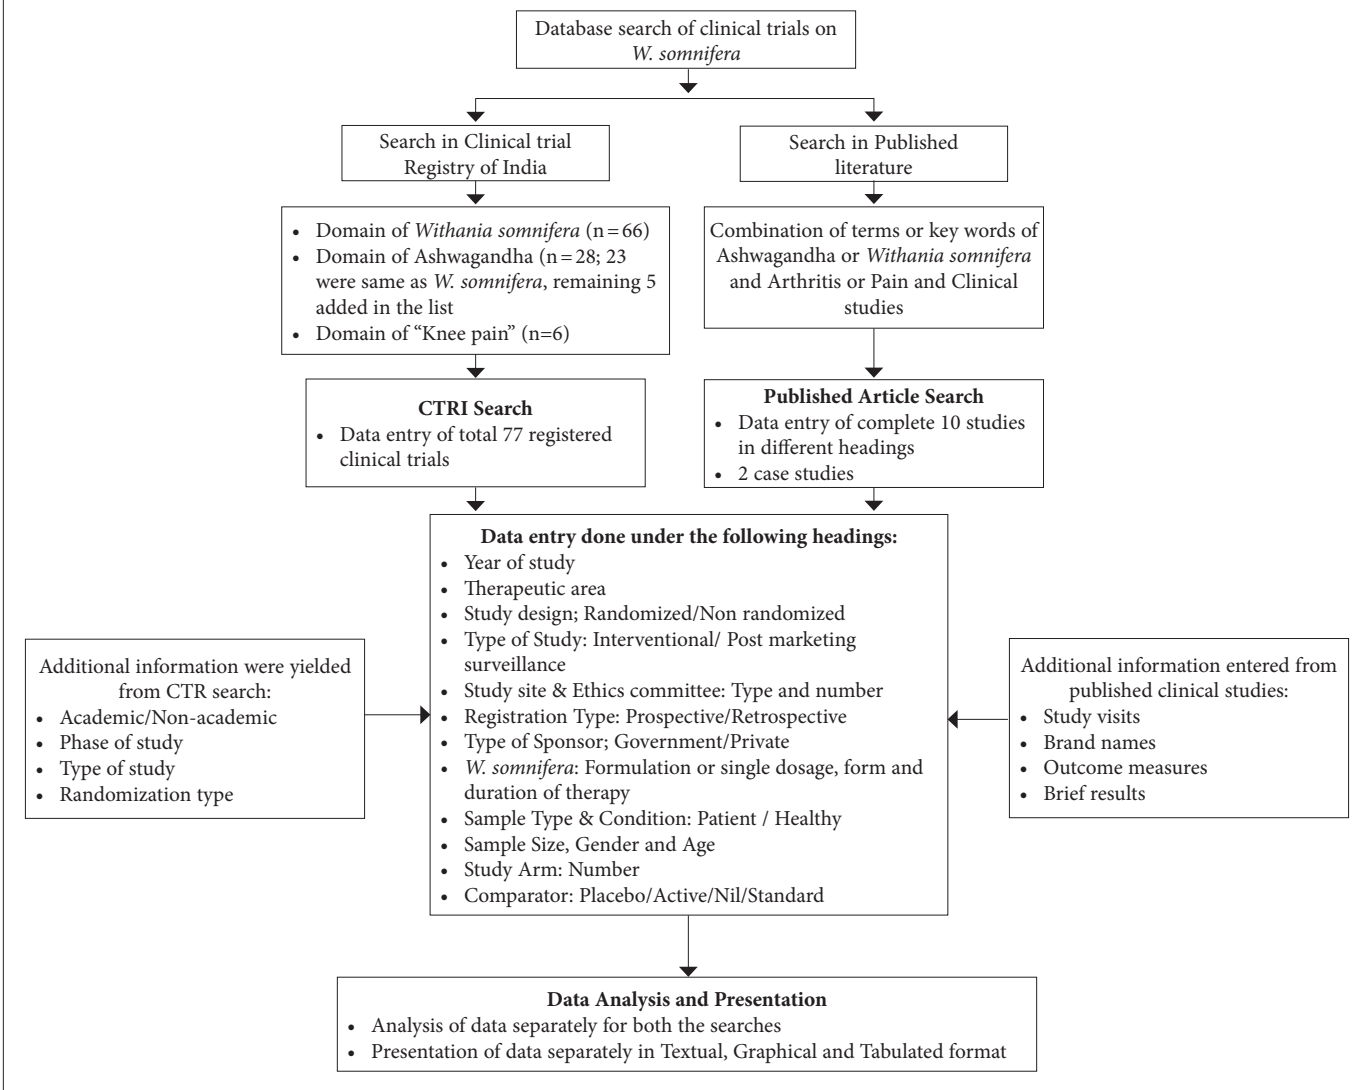 Database search of clinical trials on
W. somnifera
Search in Clinical trial
Registry of India
Search in Published
literature
• Domain of Withania somnifera (n = 66)
• Domain of Ashwagandha (n = 28; 23
were same as W. somnifera, remaining 5
added in the list
• Domain of “Knee pain” (n=6)
Combination of terms or key words of
Ashwagandha or Withania somnifera
and Arthritis or Pain and Clinical
studies
CTRI Search
• Data entry of total 77 registered
clinical trials
Published Article Search
• Data entry of complete 10 studies
in different headings
• 2 case studies
Data entry done under the following headings:
• Year of study
• Therapeutic area
• Study design; Randomized/Non randomized
• Type of Study: Interventional/ Post marketing
surveillance
• Study site & Ethics committee: Type and number
• Registration Type: Prospective/Retrospective
• Type of Sponsor; Government/Private
• W. somnifera: Formulation or single dosage, form and
duration of therapy
• Sample Type & Condition: Patient / Healthy
• Sample Size, Gender and Age
• Study Arm: Number
• Comparator: Placebo/Active/Nil/Standard
Additional information were yielded
from CTR search:
• Academic/Non-academic
• Phase of study
• Type of study
• Randomization type
Additional information entered from
published clinical studies:
• Study visits
• Brand names
• Outcome measures
• Brief results
Data Analysis and Presentation
• Analysis of data separately for both the searches
• Presentation of data separately in Textual, Graphical and Tabulated format